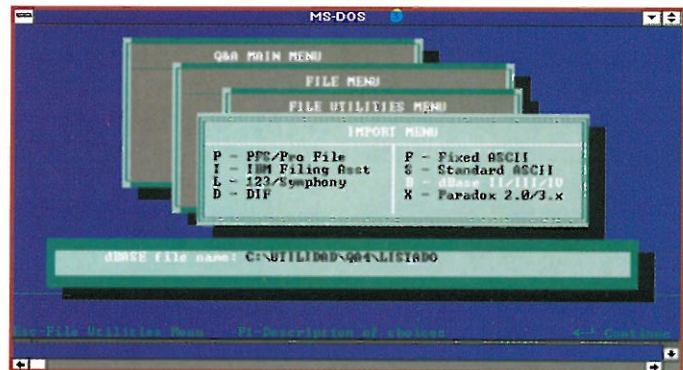 MS-DOS 3
Q&A MAIN MENU
FILE MENU
FILE UTILITIES MENU
IMPORT MENU
P - PFS/Pro File
I - IBM Filing Asst
L - 123/Symphony
D - DIF
F - Fixed ASCII
S - Standard ASCII
B - dBase II/III/IV
X - Paradox 2.0/3.x
dBASE file name: C:\UTILIDAD\QA4\LISTADO
Esc-File Utilities Menu F1-Description of choices ↵ Continue